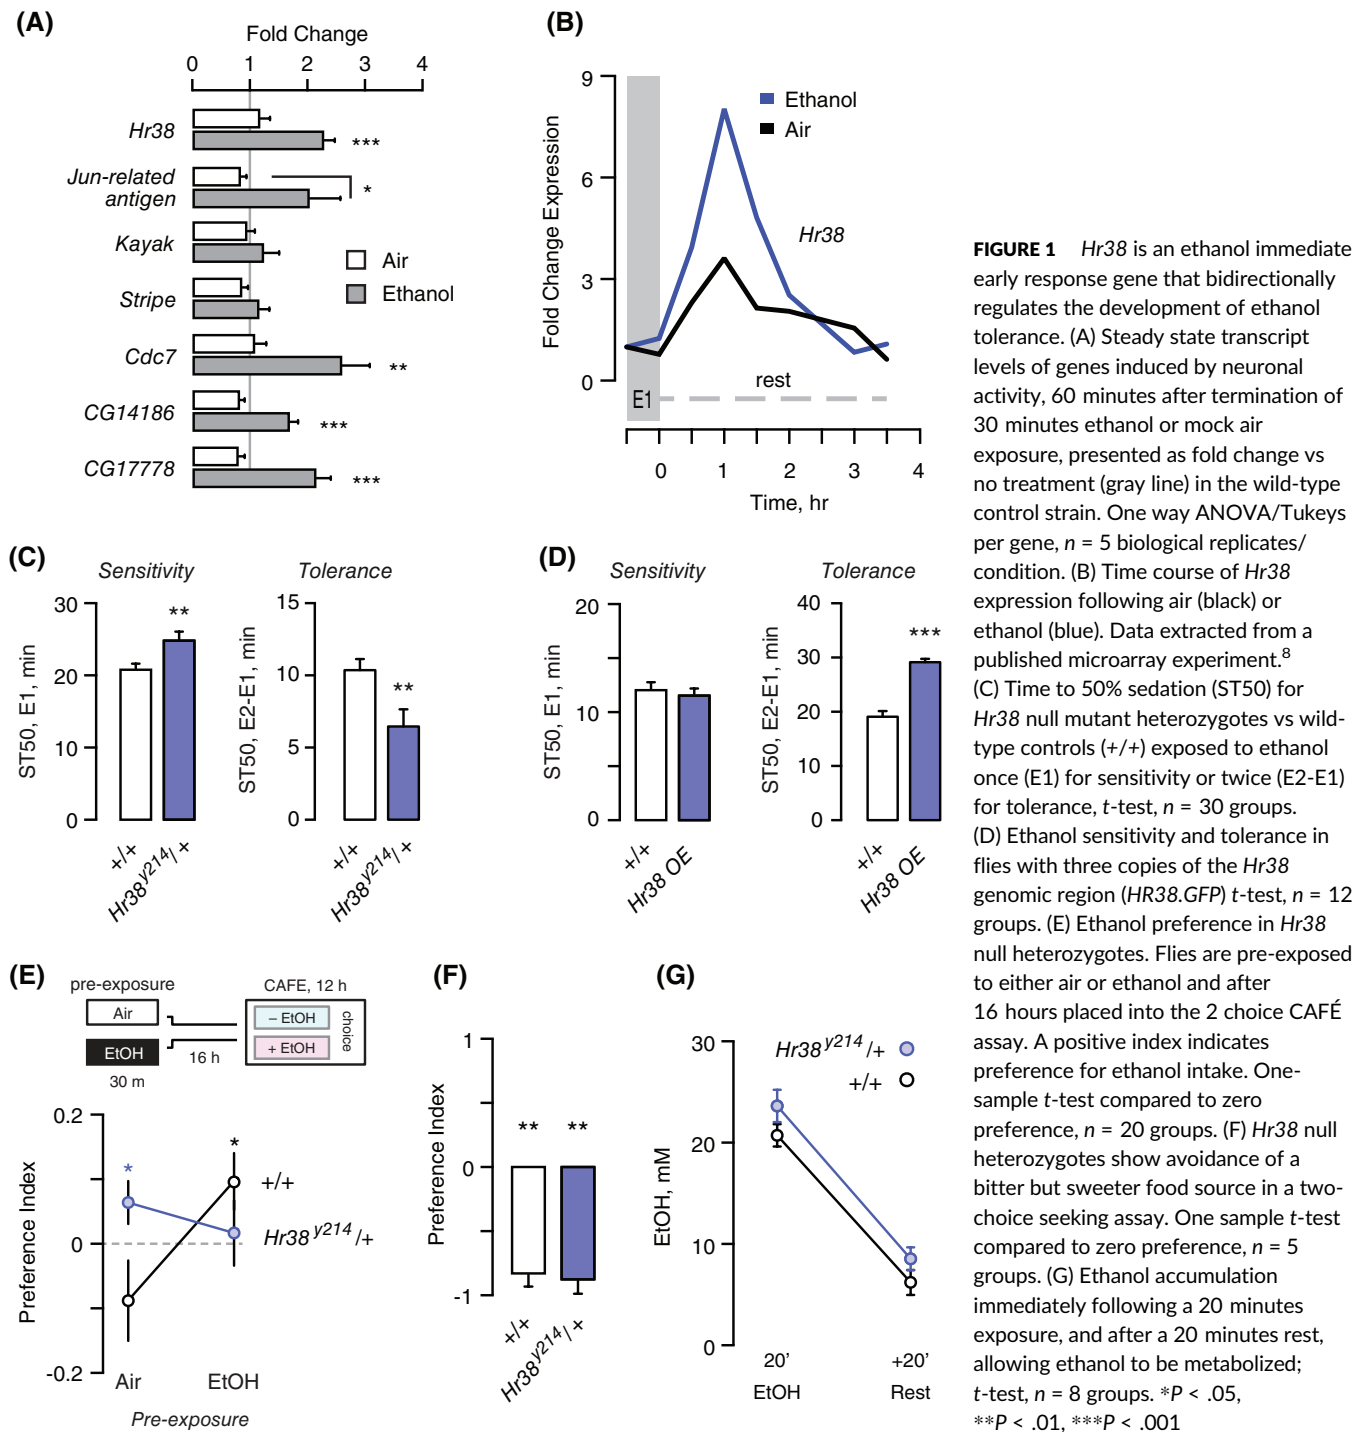 (A)
Fold Change
0 1 2 3 4
Hr38
***
Jun-related
antigen
*
Kayak
Stripe
Cdc7
**
CG14186
***
CG17778
***
Air
Ethanol
(B)
Fold Change Expression
9
6
3
0
Ethanol
Air
Hr38
rest
E1
0 1 2 3 4
Time, hr
(C)
Sensitivity
ST50, E1, min
30
20
10
0
**
+/+
Hr38^y214/+
Tolerance
ST50, E2-E1, min
15
10
5
0
**
+/+
Hr38^y214/+
(D)
Sensitivity
ST50, E1, min
20
10
0
+/+
Hr38 OE
Tolerance
ST50, E2-E1, min
40
30
20
10
0
***
+/+
Hr38 OE
(E)
pre-exposure
Air
EtOH
30 m
16 h
CAFE, 12 h
– EtOH
+ EtOH
choice
Preference Index
0.2
0
-0.2
*
*
+/+
Hr38^y214/+
Air EtOH
Pre-exposure
(F)
Preference Index
1
0
-1
** **
+/+
Hr38^y214/+
(G)
EtOH, mM
30
20
10
0
Hr38^y214/+
+/+
20’ +20’
EtOH Rest
FIGURE 1 Hr38 is an ethanol immediate
early response gene that bidirectionally
regulates the development of ethanol
tolerance. (A) Steady state transcript
levels of genes induced by neuronal
activity, 60 minutes after termination of
30 minutes ethanol or mock air
exposure, presented as fold change vs
no treatment (gray line) in the wild-type
control strain. One way ANOVA/Tukeys
per gene, n = 5 biological replicates/
condition. (B) Time course of Hr38
expression following air (black) or
ethanol (blue). Data extracted from a
published microarray experiment.8
(C) Time to 50% sedation (ST50) for
Hr38 null mutant heterozygotes vs wild-
type controls (+/+) exposed to ethanol
once (E1) for sensitivity or twice (E2-E1)
for tolerance, t-test, n = 30 groups.
(D) Ethanol sensitivity and tolerance in
flies with three copies of the Hr38
genomic region (HR38.GFP) t-test, n = 12
groups. (E) Ethanol preference in Hr38
null heterozygotes. Flies are pre-exposed
to either air or ethanol and after
16 hours placed into the 2 choice CAFÉ
assay. A positive index indicates
preference for ethanol intake. One-
sample t-test compared to zero
preference, n = 20 groups. (F) Hr38 null
heterozygotes show avoidance of a
bitter but sweeter food source in a two-
choice seeking assay. One sample t-test
compared to zero preference, n = 5
groups. (G) Ethanol accumulation
immediately following a 20 minutes
exposure, and after a 20 minutes rest,
allowing ethanol to be metabolized;
t-test, n = 8 groups. *P < .05,
**P < .01, ***P < .001